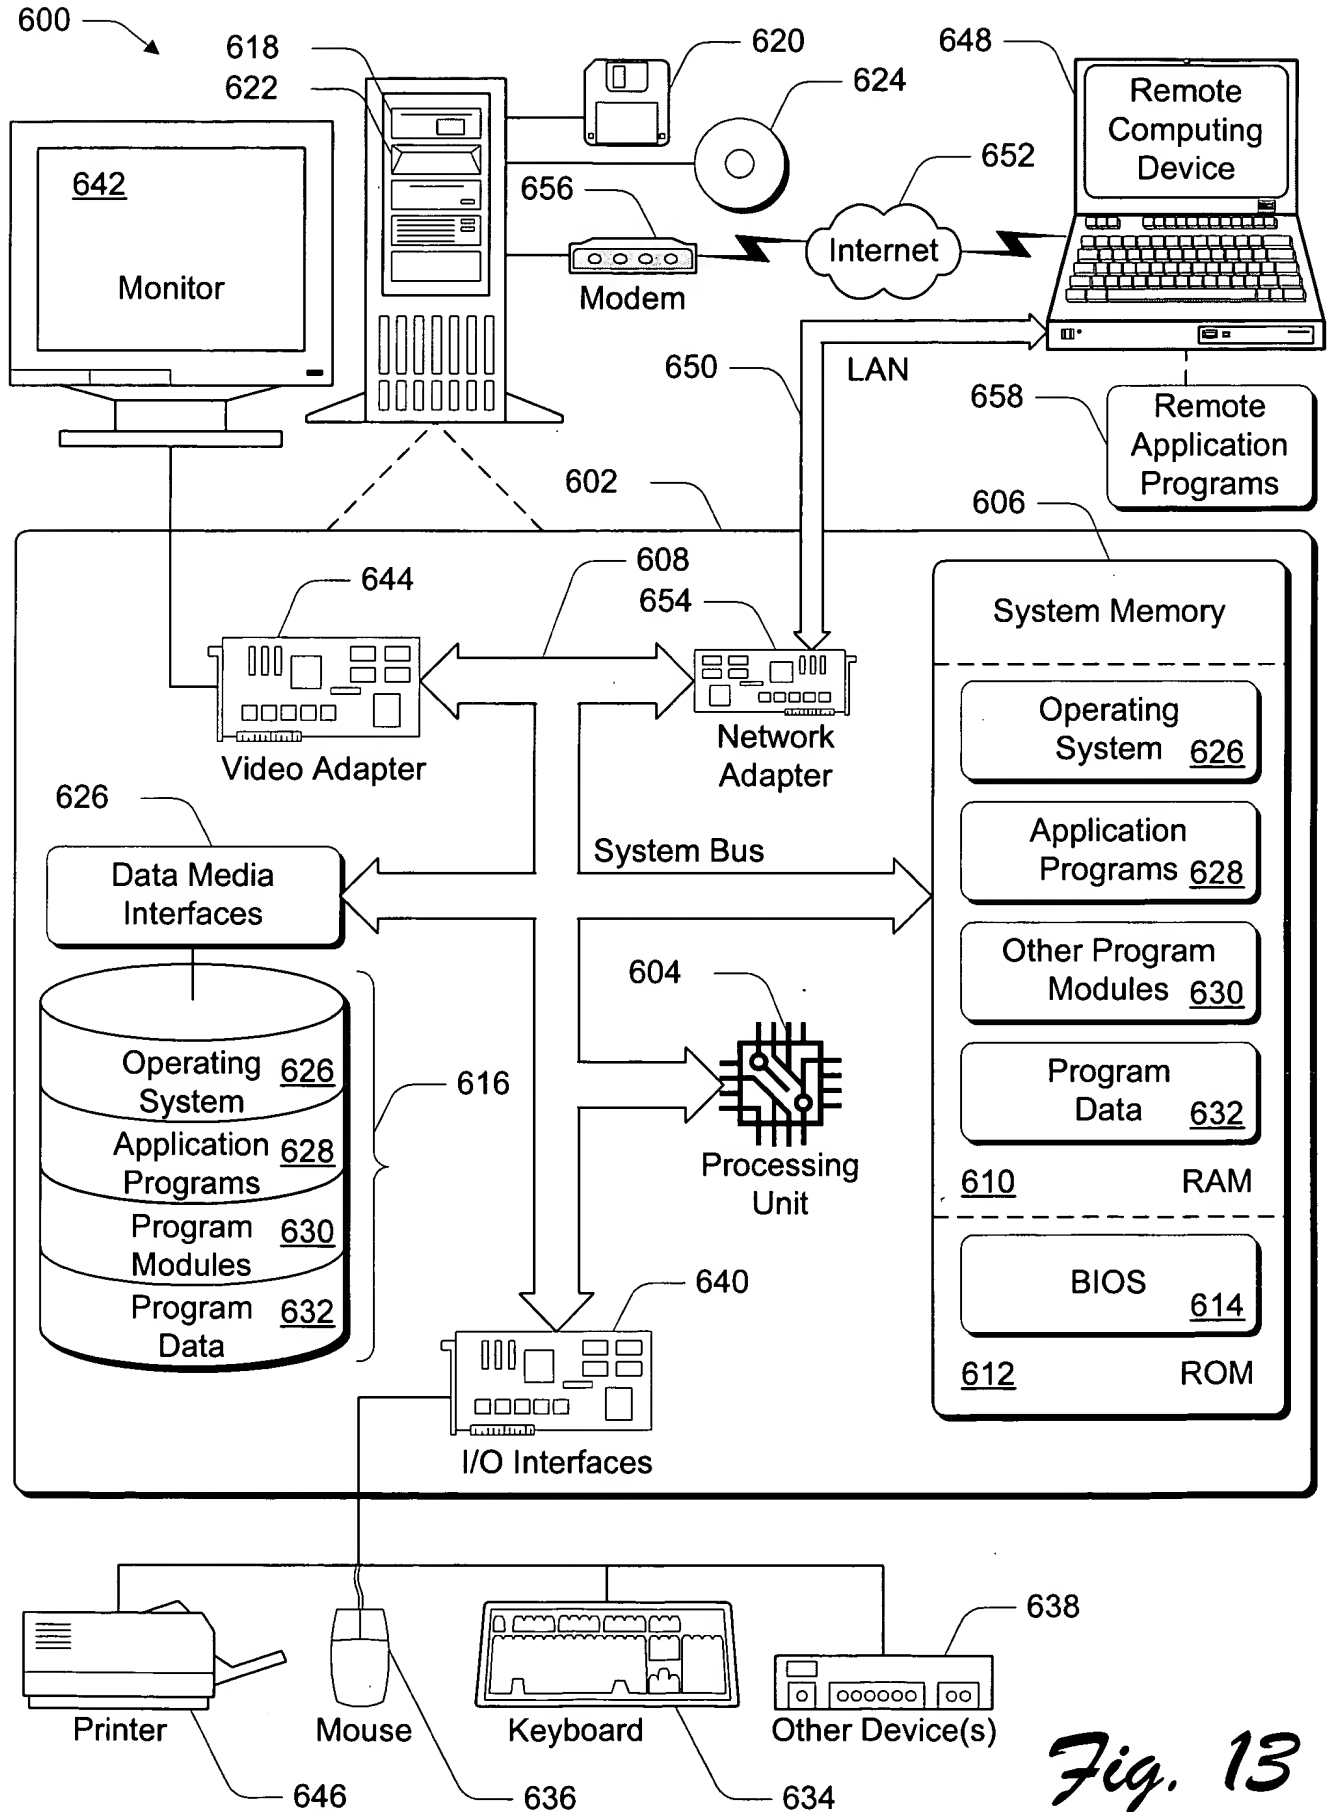 600
618
622
620
624
648
Remote
Computing
Device
652
656
642
Monitor
Internet
Modem
650
LAN
658
Remote
Application
Programs
602
606
608
644
654
System Memory
Operating
System 626
Network
Adapter
Video Adapter
626
Data Media
Interfaces
System Bus
Application
Programs 628
Other Program
Modules 630
604
Operating
System 626
616
Program
Data 632
Application
Programs 628
Processing
Unit
610 RAM
Program
Modules 630
640
BIOS 614
Program
Data 632
612 ROM
I/O Interfaces
638
Printer
Mouse
Keyboard
Other Device(s)
646
636
634
Fig. 13